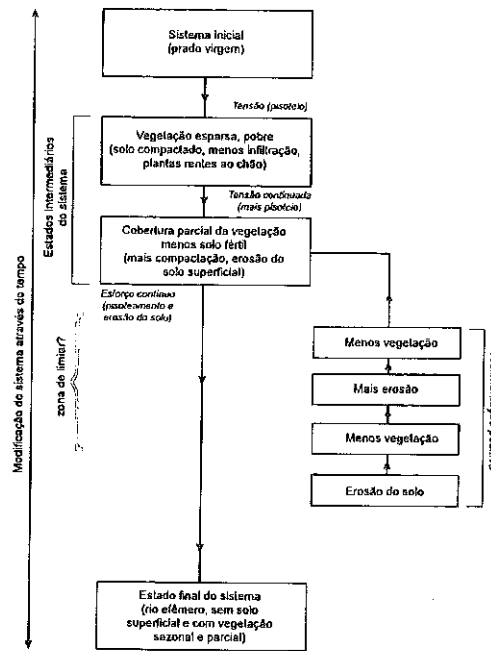 Sistema inicial
(prado virgem)
Tensão (pisoteio)
Vegetação esparsa, pobre
(solo compactado, menos infiltração,
plantas rentes ao chão)
Tensão continuada
(mais pisoteio)
Cobertura parcial da vegetação
menos solo fértil
(mais compactação, erosão do
solo superficial)
Esforço contínuo
(pisoteamento e
erosão do solo)
Menos vegetação
Mais erosão
Menos vegetação
Erosão do solo
Estado final do sistema
(rio efêmero, sem solo
superficial e com vegetação
sazonal e parcial)
Modificação do sistema através do tempo
Estados intermediários
do sistema
zona de limiar?